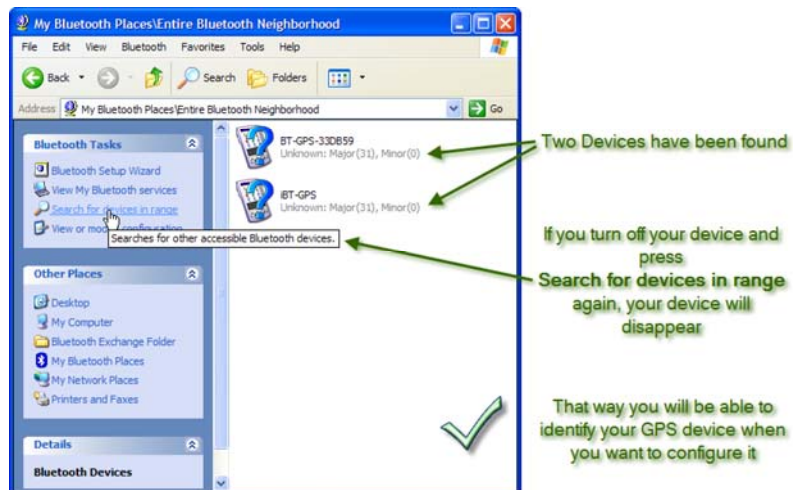 My Bluetooth Places\Entire Bluetooth Neighborhood
File Edit View Bluetooth Favorites Tools Help
Back Search Folders
Address My Bluetooth Places\Entire Bluetooth Neighborhood Go
Bluetooth Tasks
Bluetooth Setup Wizard
View My Bluetooth services
Search for devices in range
View or modify configuration
Searches for other accessible Bluetooth devices.
Other Places
Desktop
My Computer
Bluetooth Exchange Folder
My Bluetooth Places
My Network Places
Printers and Faxes
Details
Bluetooth Devices
BT-GPS-33DB59
Unknown: Major(31), Minor(0)
iBT-GPS
Unknown: Major(31), Minor(0)
Two Devices have been found
If you turn off your device and
press
Search for devices in range
again, your device will
disappear
That way you will be able to
identify your GPS device when
you want to configure it